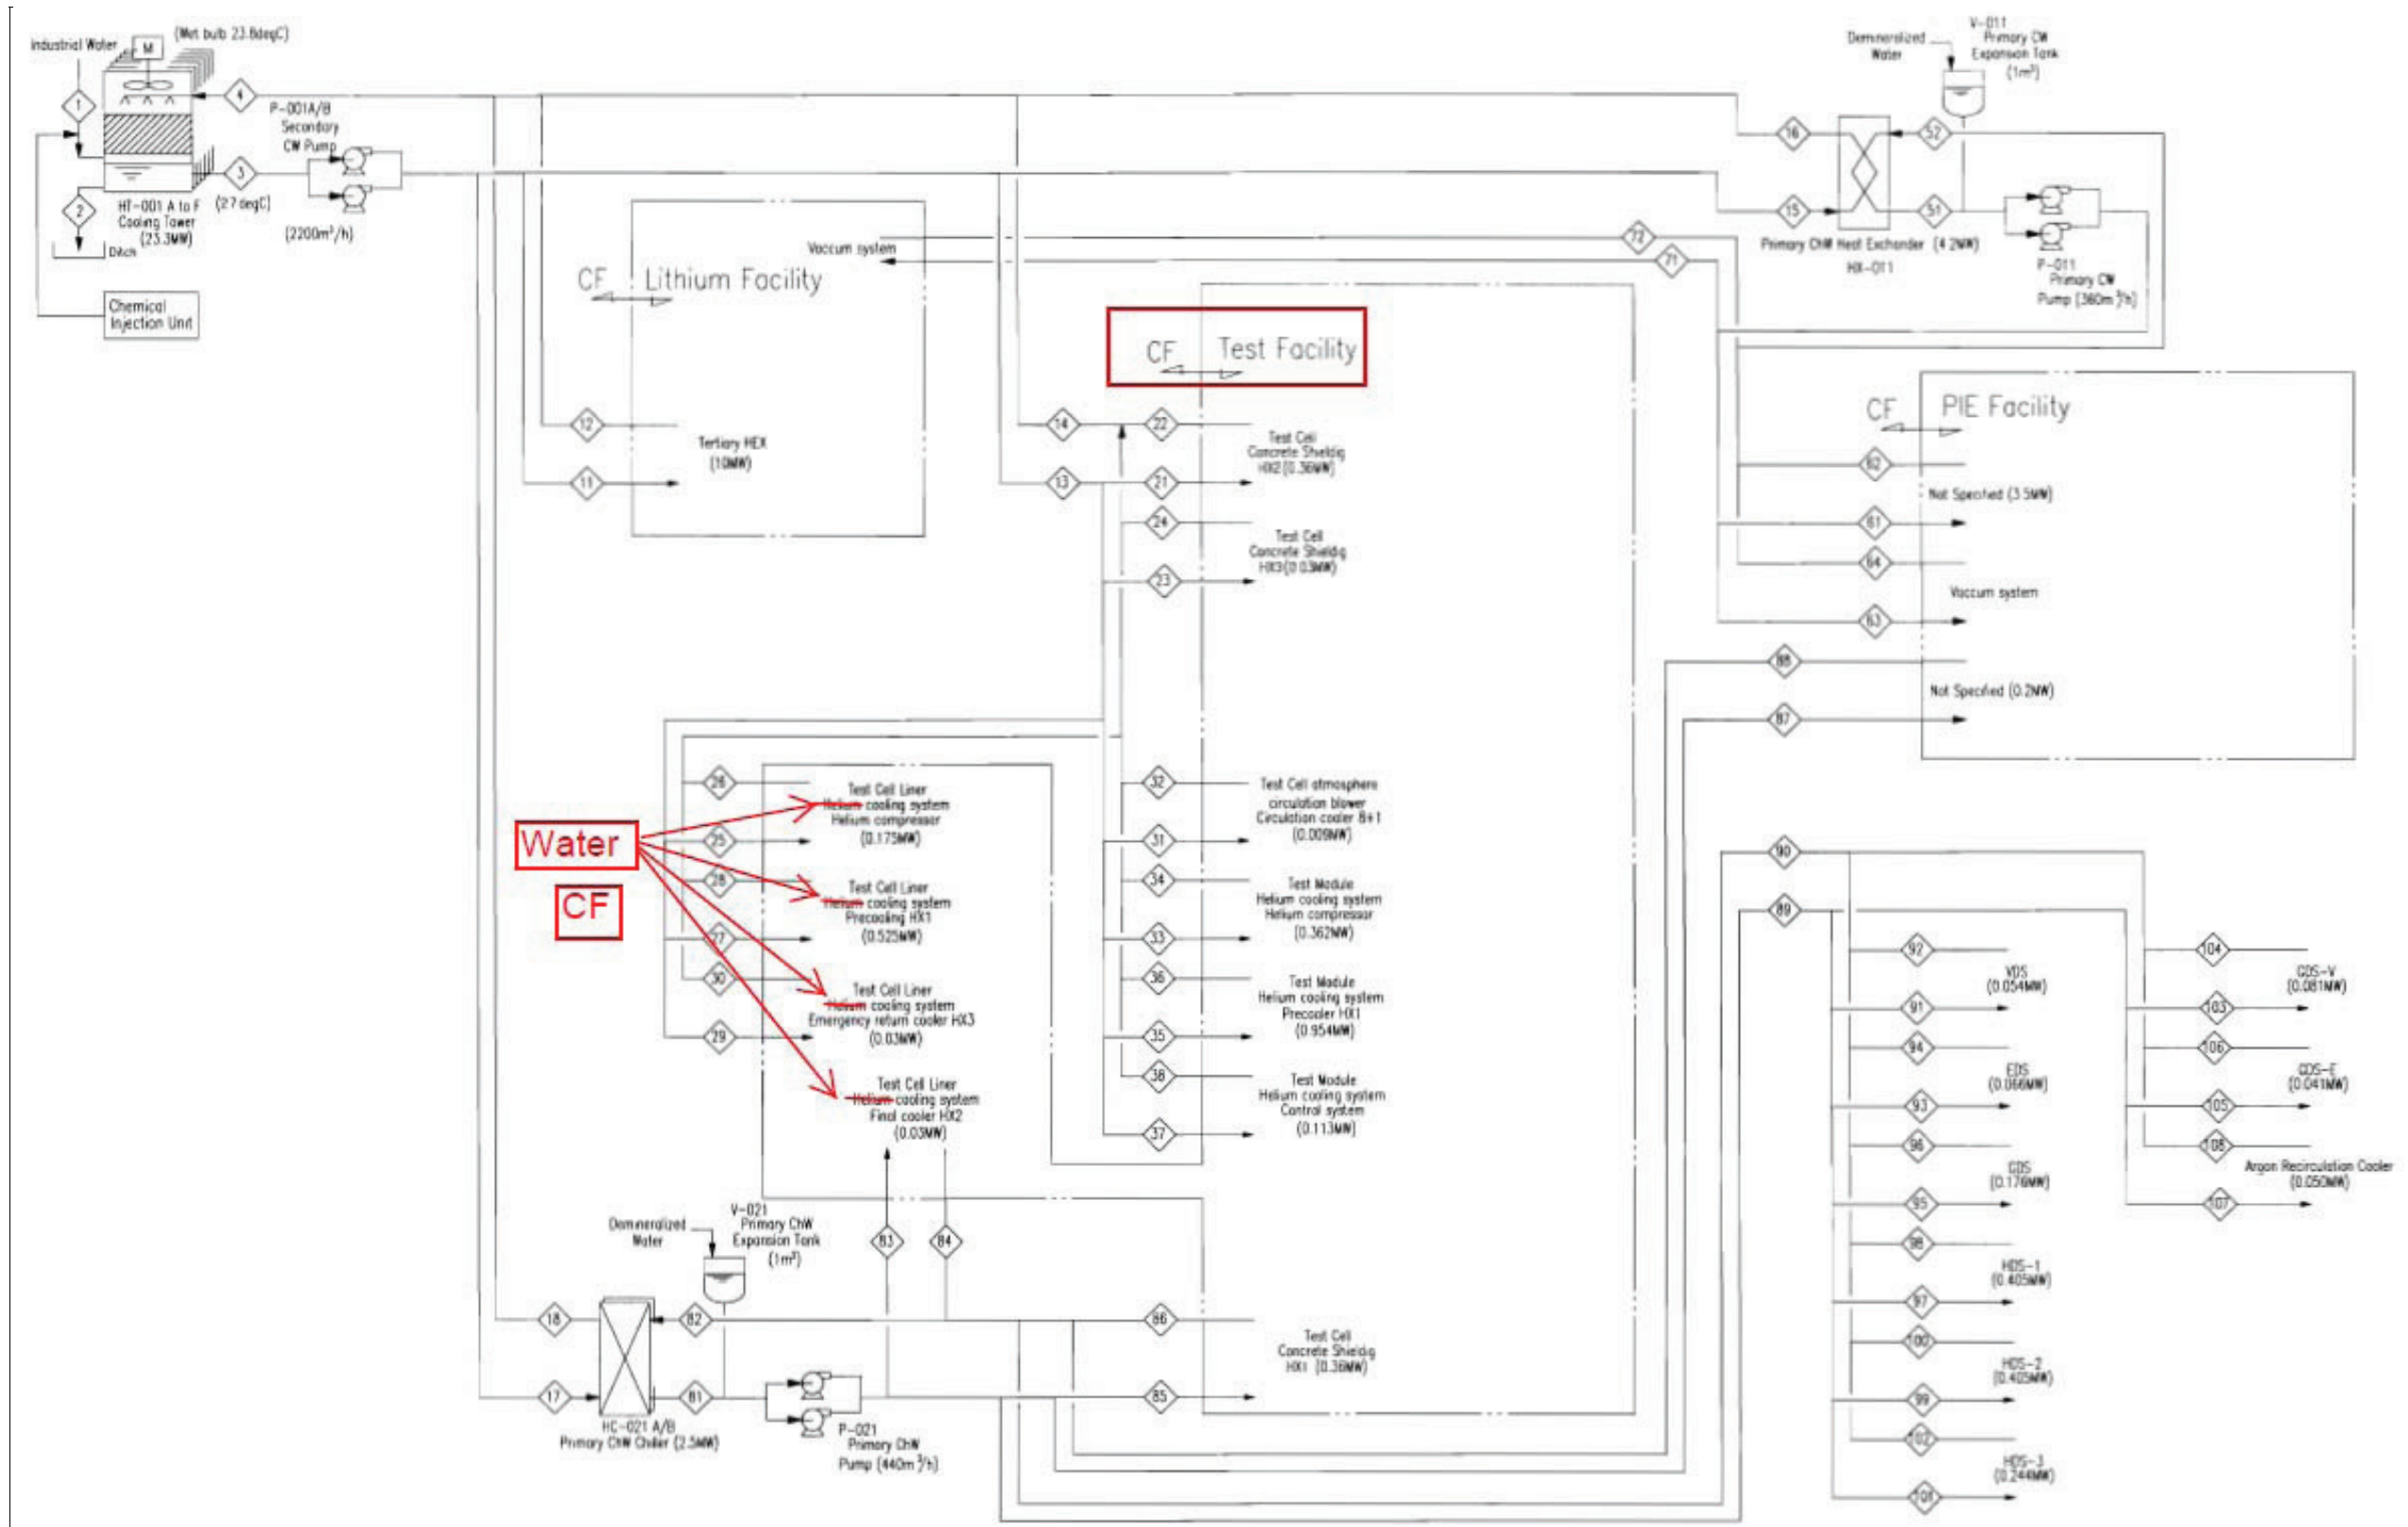 Industrial Water
M
(Wet bulb 23.8degC)
1
4
P-001A/B
Secondary
CW Pump
3
2
HT-001 A to F
Cooling Tower
(23.3MW)
(27degC)
(2200m³/h)
Ditch
Chemical
Injection Unit
Vaccum system
CF
Lithium Facility
12
Tertiary HEX
(10MW)
11
CF
Test Facility
14
22
Test Cell
Concrete Shieldig
HX2(0.36MW)
13
21
24
Test Cell
Concrete Shieldig
HX3(0.03MW)
23
V-011
Primary CW
Expansion Tank
(1m³)
Demineralized
Water
16
52
15
51
Primary ChW Heat Exchander (4.2MW)
HX-011
P-011
Primary CW
Pump (360m³/h)
72
71
CF
PIE Facility
62
Not Specified (3.5MW)
61
64
Vaccum system
63
88
Not Specified (0.2MW)
87
Water
CF
26
Test Cell Liner
Helium cooling system
Helium compressor
(0.175MW)
25
28
Test Cell Liner
Helium cooling system
Precooling HX1
(0.525MW)
27
30
Test Cell Liner
Helium cooling system
Emergency return cooler HX3
(0.03MW)
29
Test Cell Liner
Helium cooling system
Final cooler HX2
(0.03MW)
83
84
32
Test Cell atmosphere
circulation blower
Circulation cooler 8+1
(0.009MW)
31
34
Test Module
Helium cooling system
Helium compressor
(0.362MW)
33
36
Test Module
Helium cooling system
Precooler HX1
(0.954MW)
35
38
Test Module
Helium cooling system
Control system
(0.113MW)
37
Demineralized
Water
V-021
Primary ChW
Expansion Tank
(1m³)
18
82
17
81
HC-021 A/B
Primary ChW Chiller (2.5MW)
P-021
Primary ChW
Pump (440m³/h)
86
Test Cell
Concrete Shieldig
HX1 (0.36MW)
85
90
89
92
VDS
(0.054MW)
91
94
EDS
(0.066MW)
93
96
GDS
(0.176MW)
95
98
HDS-1
(0.405MW)
97
100
HDS-2
(0.405MW)
99
102
HDS-3
(0.244MW)
101
104
GDS-V
(0.081MW)
103
106
GDS-E
(0.041MW)
105
108
Argon Recirculation Cooler
(0.050MW)
107